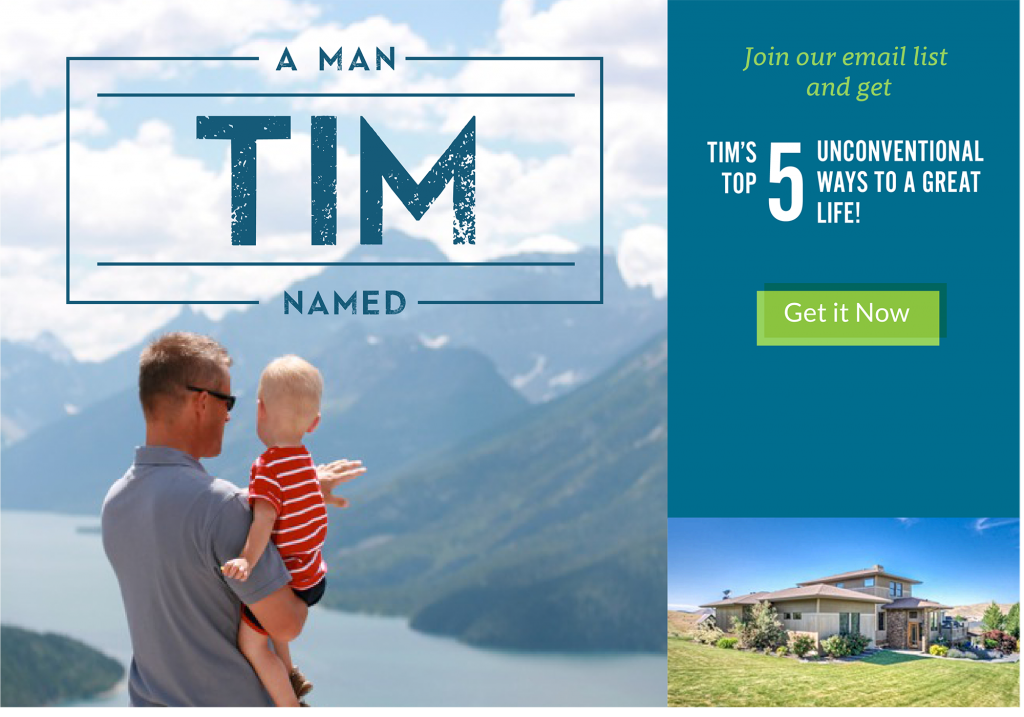 A MAN
TIM
NAMED
Join our email list
and get
TIM'S
TOP
5
UNCONVENTIONAL
WAYS TO A GREAT
LIFE!
Get it Now